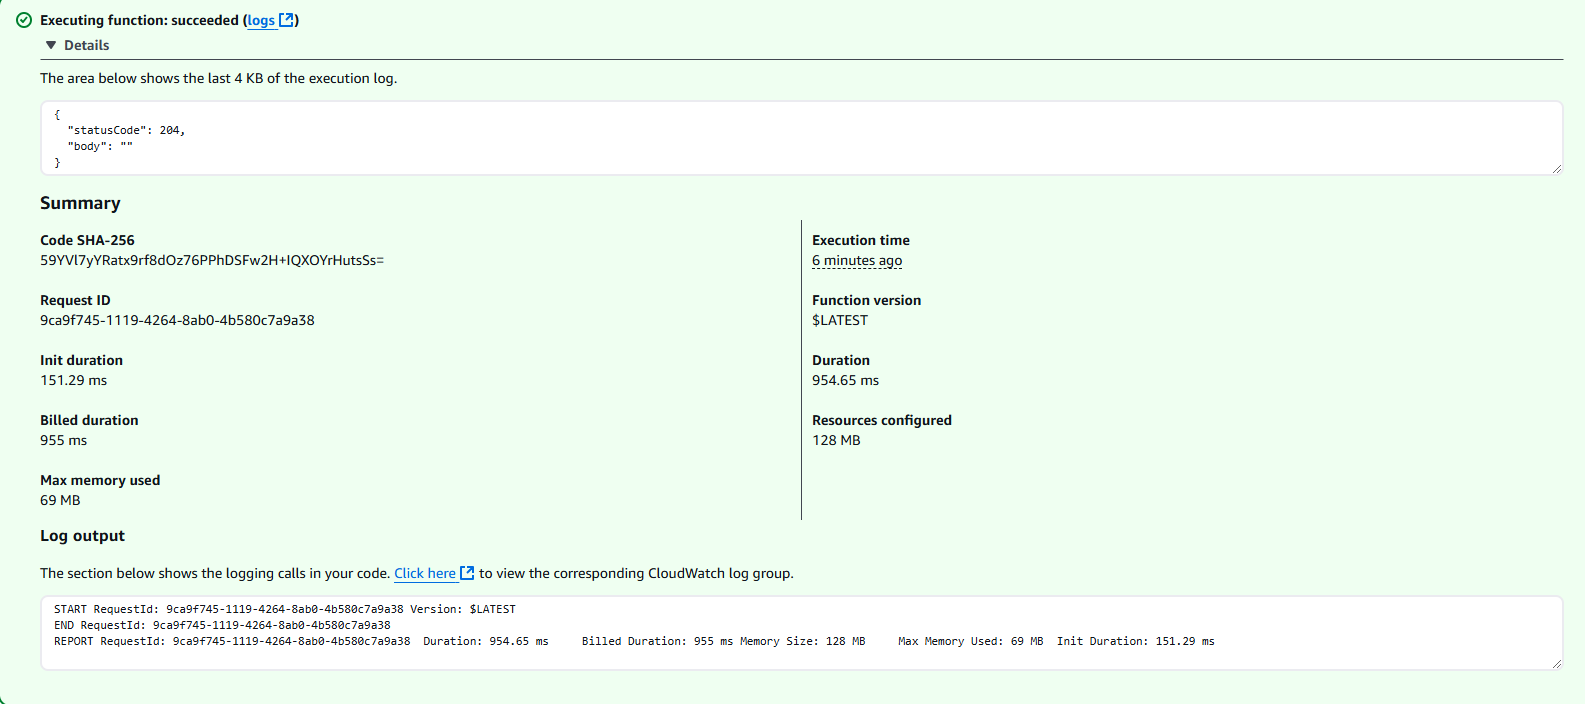 Executing function: succeeded (logs)
Details
The area below shows the last 4 KB of the execution log.
{
"statusCode": 204,
"body": ""
}
Summary
Code SHA-256
59YVl7yYRatx9rf8dOz76PPhDSFw2H+IQXOYrHutsSs=
Request ID
9ca9f745-1119-4264-8ab0-4b580c7a9a38
Init duration
151.29 ms
Billed duration
955 ms
Max memory used
69 MB
Execution time
6 minutes ago
Function version
$LATEST
Duration
954.65 ms
Resources configured
128 MB
Log output
The section below shows the logging calls in your code. Click here to view the corresponding CloudWatch log group.
START RequestId: 9ca9f745-1119-4264-8ab0-4b580c7a9a38 Version: $LATEST
END RequestId: 9ca9f745-1119-4264-8ab0-4b580c7a9a38
REPORT RequestId: 9ca9f745-1119-4264-8ab0-4b580c7a9a38 Duration: 954.65 ms Billed Duration: 955 ms Memory Size: 128 MB Max Memory Used: 69 MB Init Duration: 151.29 ms